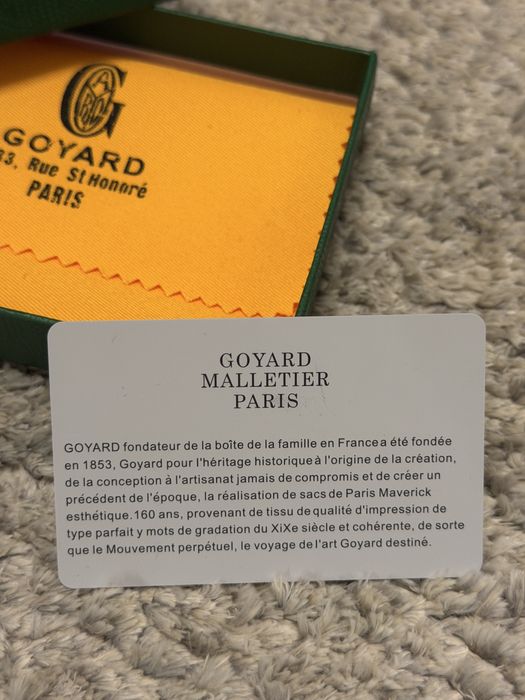 GOYARD
33, Rue St Honoré
PARIS
GOYARD
MALLETIER
PARIS
GOYARD fondateur de la boîte de la famille en France a été fondée
en 1853, Goyard pour l'héritage historique à l'origine de la création,
de la conception à l'artisanat jamais de compromis et de créer un
précédent de l'époque, la réalisation de sacs de Paris Maverick
esthétique.160 ans, provenant de tissu de qualité d'impression de
type parfait y mots de gradation du XiXe siècle et cohérente, de sorte
que le Mouvement perpétuel, le voyage de l'art Goyard destiné.